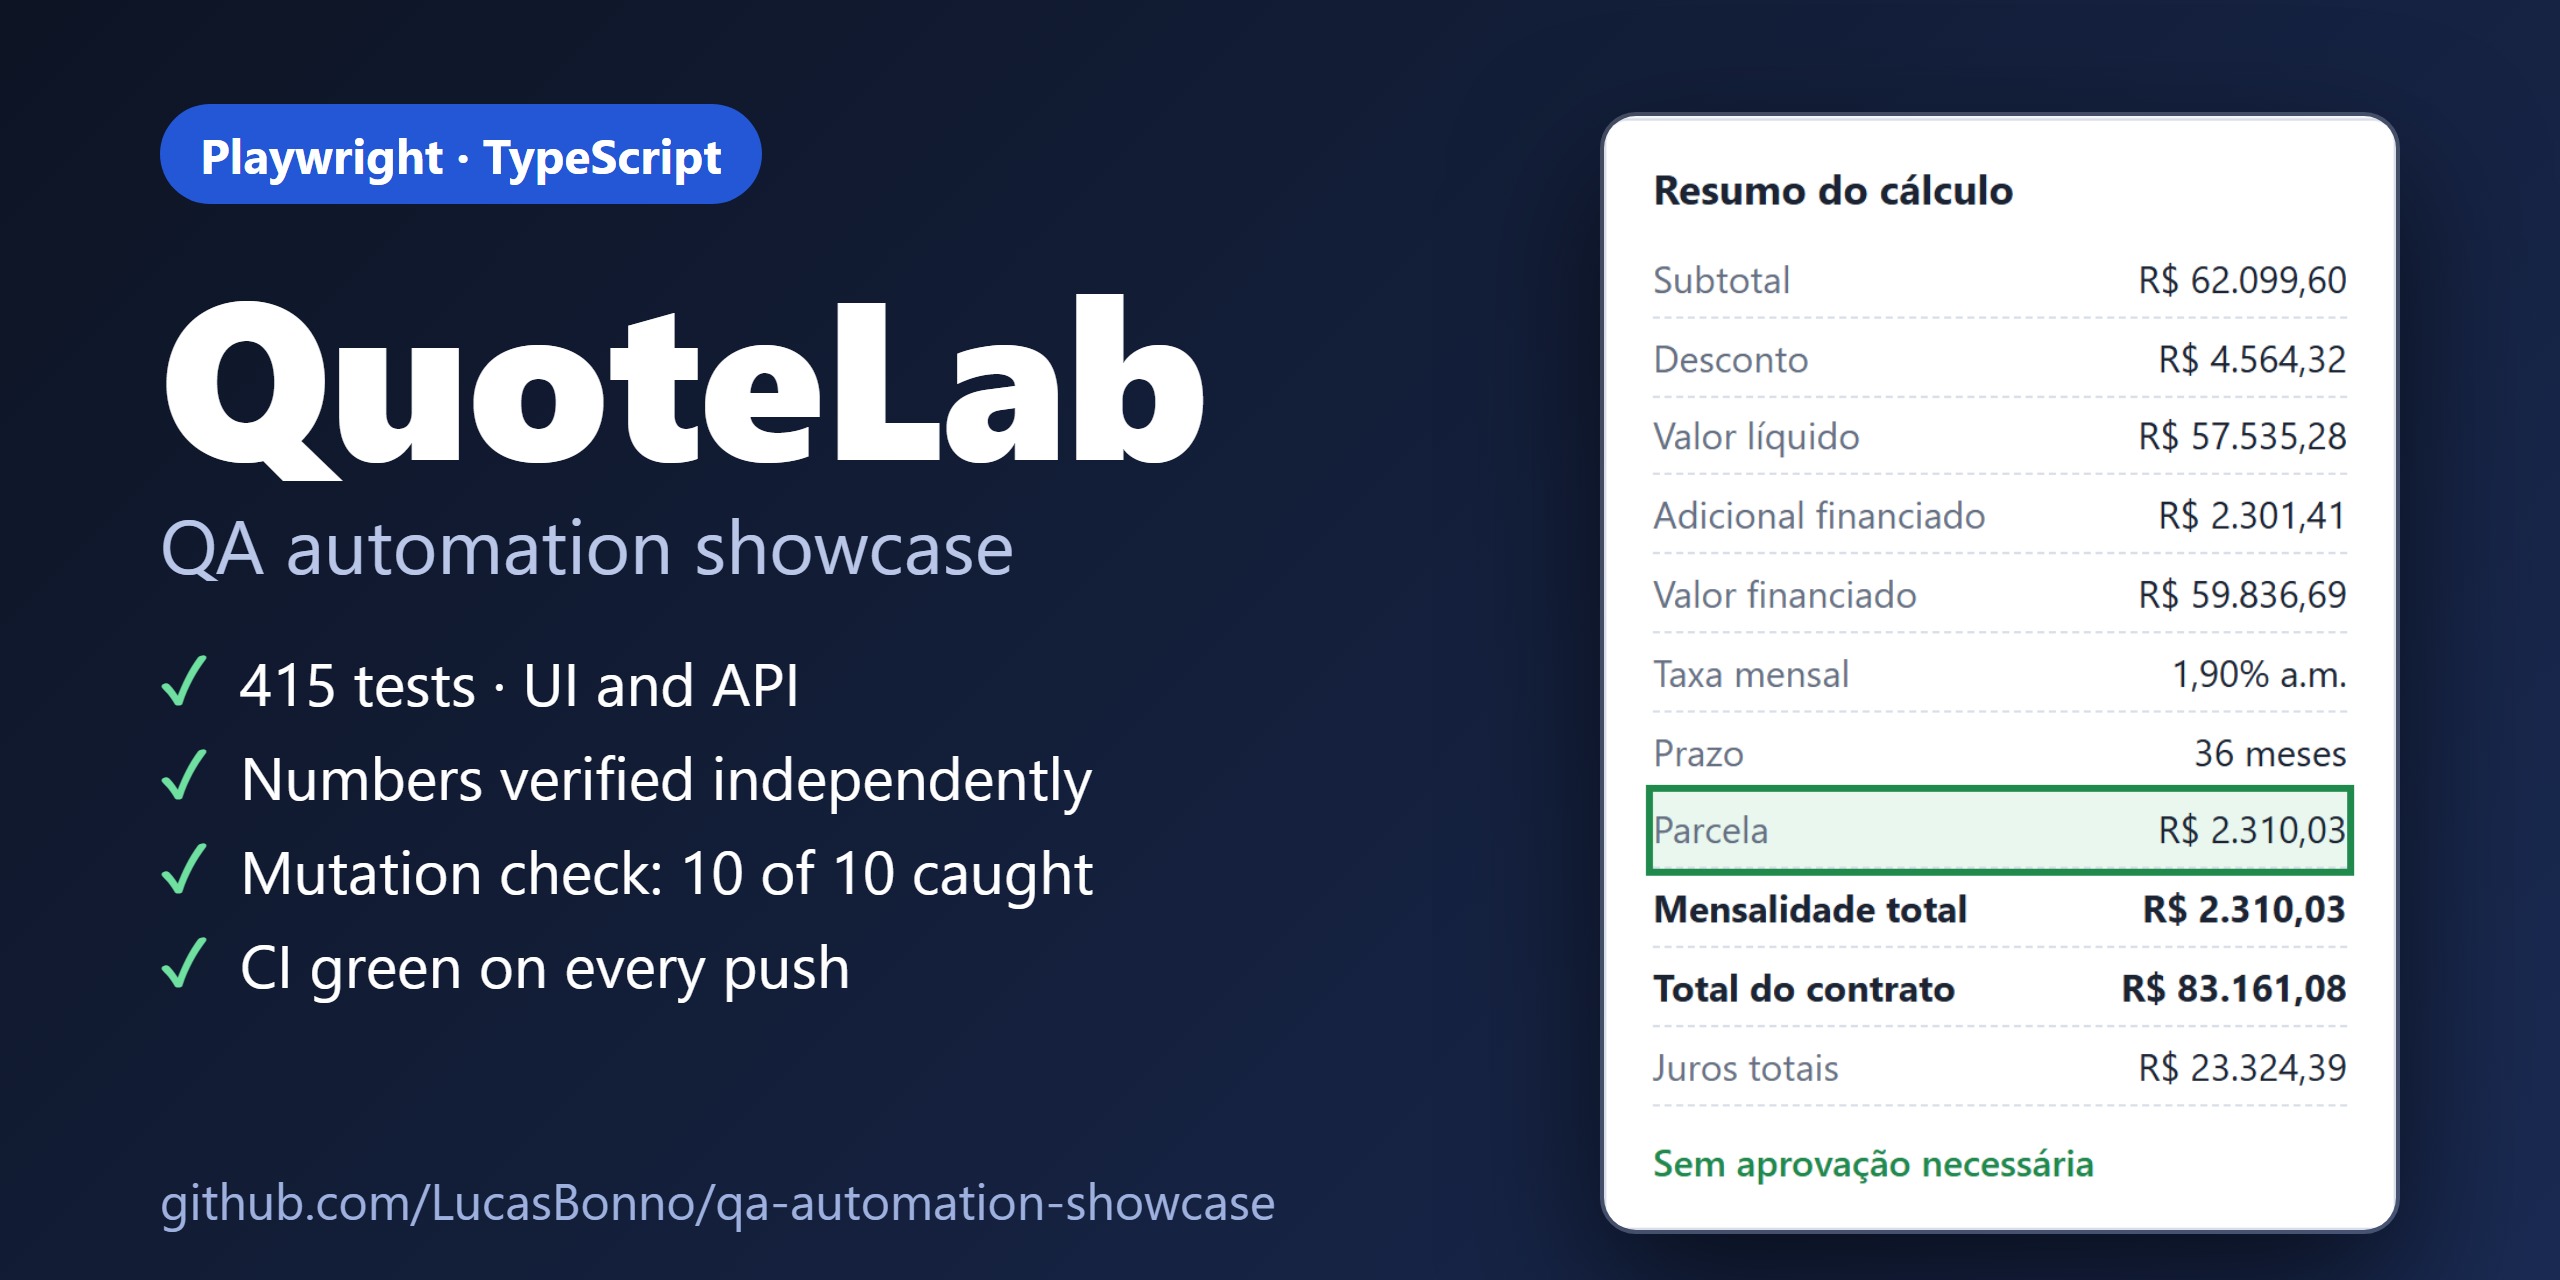 Playwright · TypeScript
QuoteLab
QA automation showcase
✓ 415 tests · UI and API
✓ Numbers verified independently
✓ Mutation check: 10 of 10 caught
✓ CI green on every push
github.com/LucasBonno/qa-automation-showcase
Resumo do cálculo
Subtotal R$ 62.099,60
Desconto R$ 4.564,32
Valor líquido R$ 57.535,28
Adicional financiado R$ 2.301,41
Valor financiado R$ 59.836,69
Taxa mensal 1,90% a.m.
Prazo 36 meses
Parcela R$ 2.310,03
Mensalidade total R$ 2.310,03
Total do contrato R$ 83.161,08
Juros totais R$ 23.324,39
Sem aprovação necessária